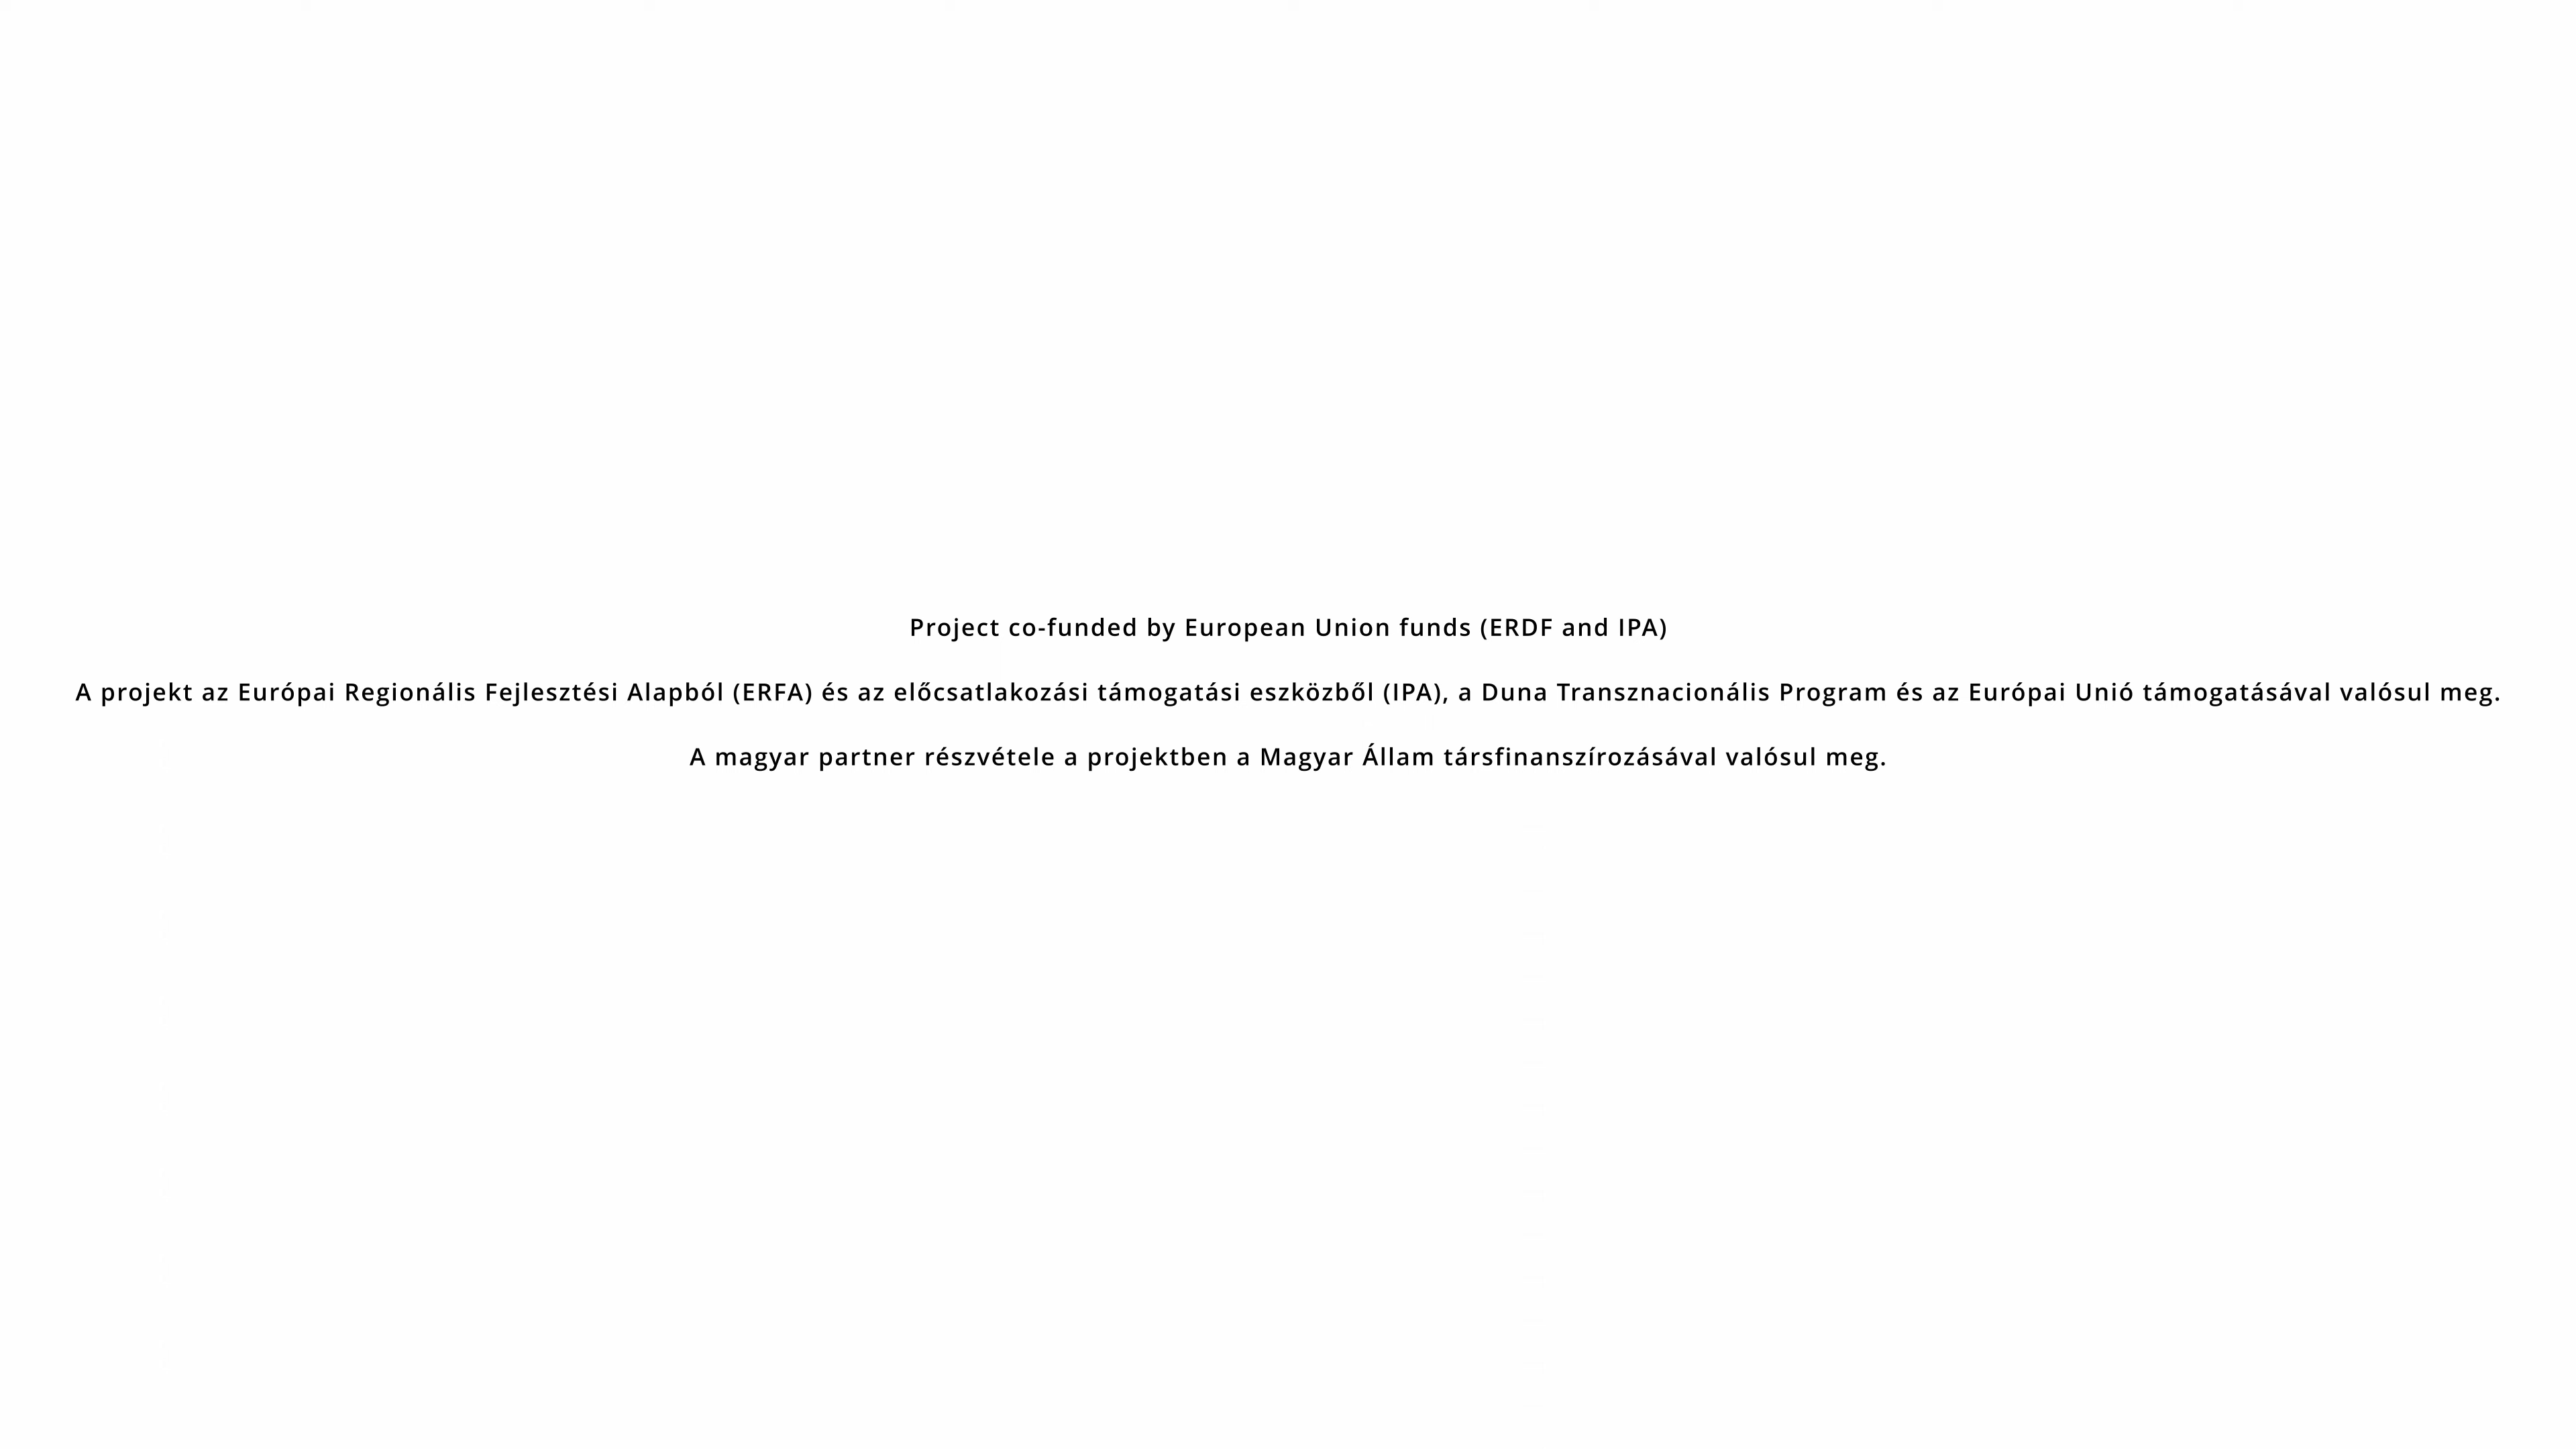 Project co-funded by European Union funds (ERDF and IPA)
A projekt az Európai Regionális Fejlesztési Alapból (ERFA) és az előcsatlakozási támogatási eszközből (IPA), a Duna Transznacionális Program és az Európai Unió támogatásával valósul meg.
A magyar partner részvétele a projektben a Magyar Állam társfinanszírozásával valósul meg.